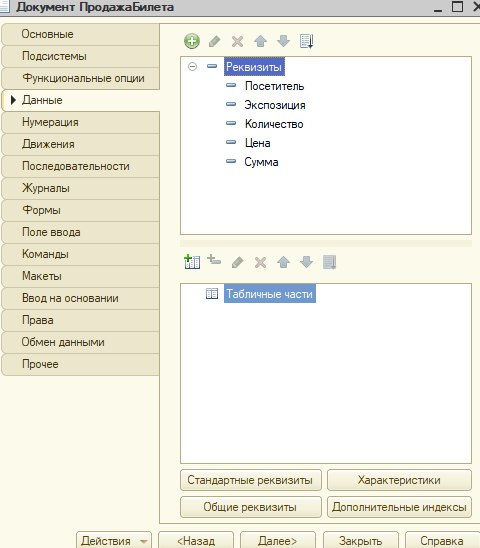 Документ ПродажаБилета
Основные
Подсистемы
Функциональные опции
Данные
Нумерация
Движения
Последовательности
Журналы
Формы
Поле ввода
Команды
Макеты
Ввод на основании
Права
Обмен данными
Прочее
Реквизиты
Посетитель
Экспозиция
Количество
Цена
Сумма
Табличные части
Стандартные реквизиты
Характеристики
Общие реквизиты
Дополнительные индексы
Действия
<Назад
Далее>
Закрыть
Справка